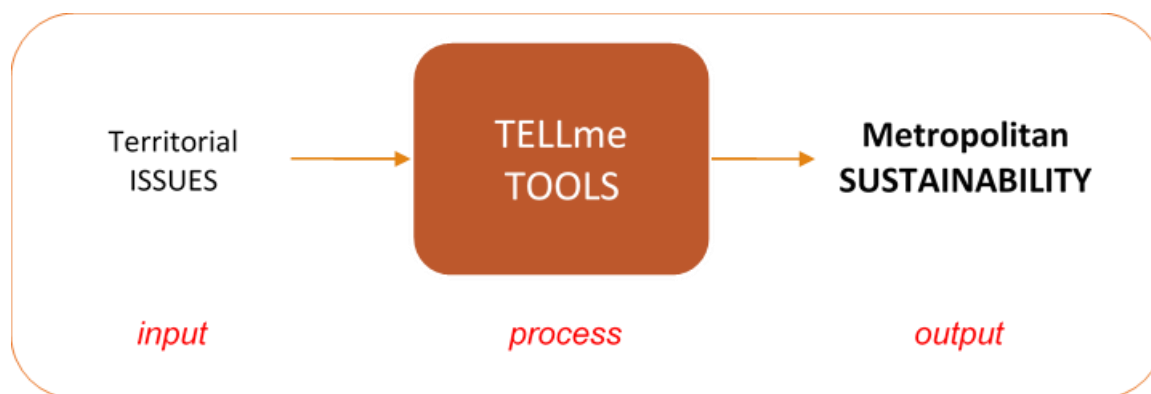 Territorial
ISSUES
TELLme
TOOLS
Metropolitan
SUSTAINABILITY
input
process
output